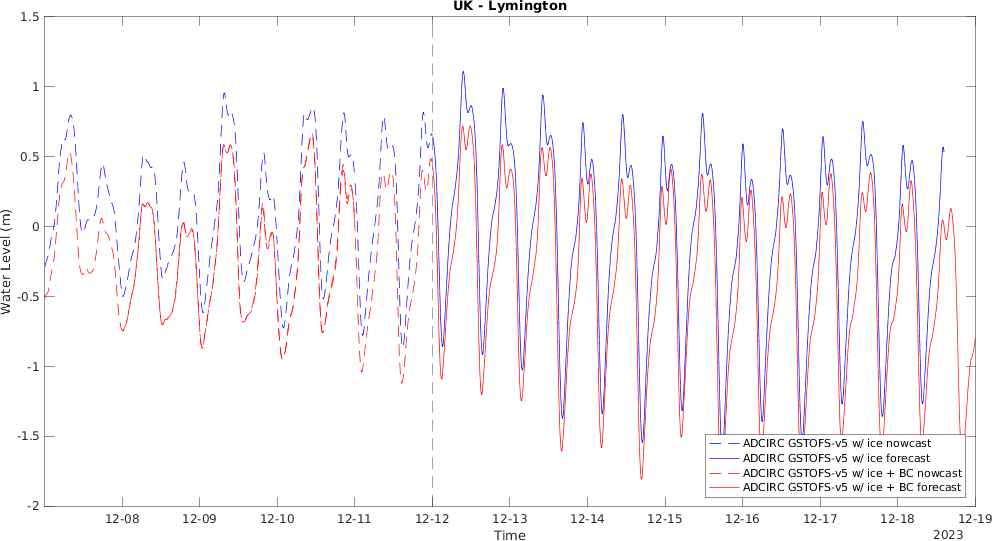 UK - Lymington
Water Level (m)
1.5
1
0.5
0
-0.5
-1
-1.5
-2
ADCIRC GSTOFS-v5 w/ ice nowcast
ADCIRC GSTOFS-v5 w/ ice forecast
ADCIRC GSTOFS-v5 w/ ice + BC nowcast
ADCIRC GSTOFS-v5 w/ ice + BC forecast
12-08 12-09 12-10 12-11 12-12 12-13 12-14 12-15 12-16 12-17 12-18 12-19
Time
2023